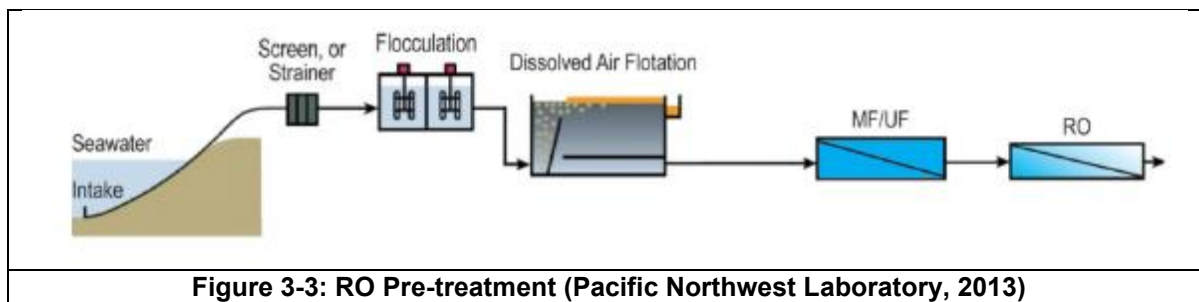 Screen, or
Strainer
Flocculation
Dissolved Air Flotation
Seawater
Intake
MF/UF
RO
Figure 3-3: RO Pre-treatment (Pacific Northwest Laboratory, 2013)